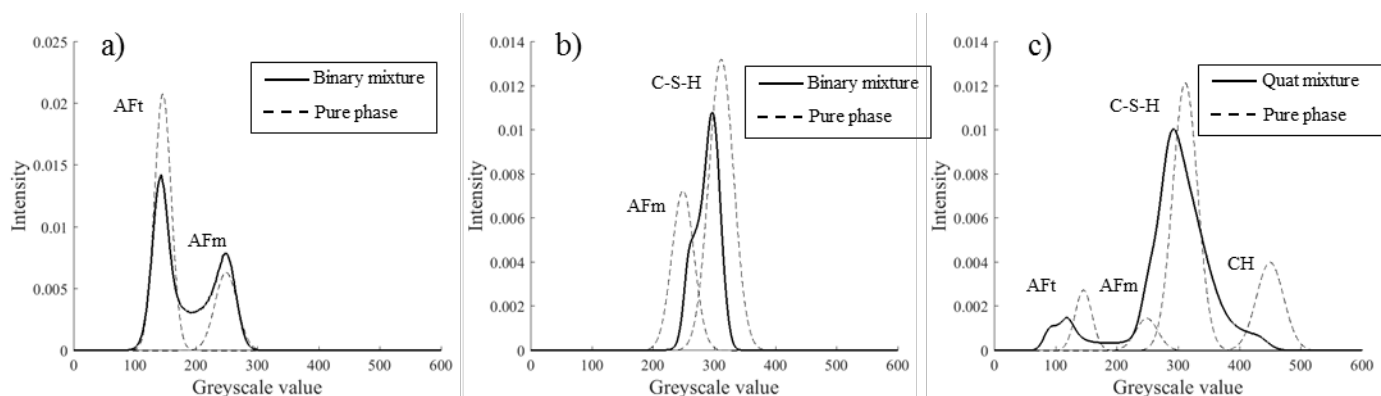 a)
Binary mixture
Pure phase
AFt
AFm
0.025
0.02
0.015
0.01
0.005
0
Intensity
0 100 200 300 400 500 600
Greyscale value
b)
Binary mixture
Pure phase
C-S-H
AFm
0.014
0.012
0.01
0.008
0.006
0.004
0.002
0
Intensity
0 100 200 300 400 500 600
Greyscale value
c)
Quat mixture
Pure phase
C-S-H
CH
AFt
AFm
0.014
0.012
0.01
0.008
0.006
0.004
0.002
0
Intensity
0 100 200 300 400 500 600
Greyscale value